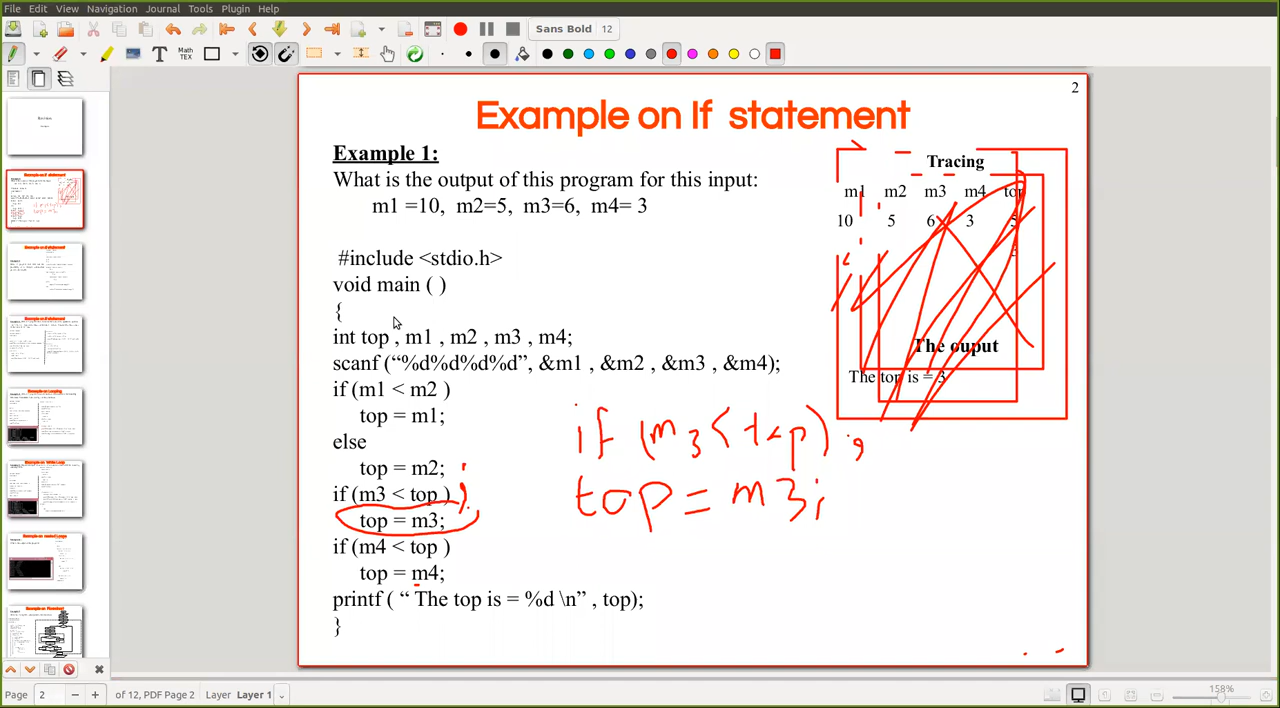 File Edit View Navigation Journal Tools Plugin Help
Sans Bold 12
Math TEX
2
Example on If statement
Example 1:
What is the output of this program for this input:
m1 =10, m2=5, m3=6, m4= 3
#include <stdio.h>
void main ( )
{
int top , m1 , m2 , m3 , m4;
scanf (“%d%d%d%d”, &m1 , &m2 , &m3 , &m4);
if (m1 < m2 )
top = m1;
else
top = m2;
if (m3 < top )
top = m3;
if (m4 < top )
top = m4;
printf ( “ The top is = %d \n” , top);
}
Tracing
m1 m2 m3 m4 top
10 5 6 3 5
3
The ouput
The top is = 3
if (m3 < top) ;
top = m3;
Page 2 of 12, PDF Page 2 Layer Layer 1
158%